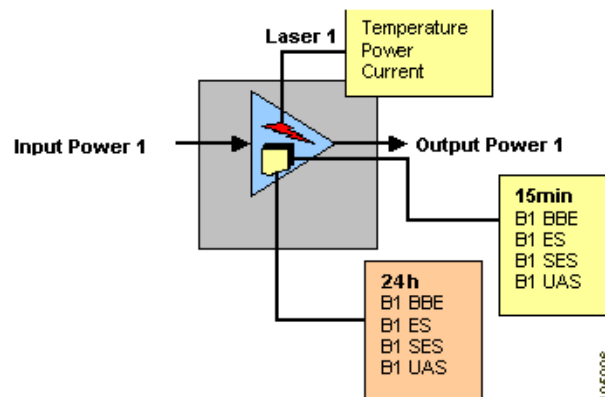 Laser 1
Temperature
Power
Current
Input Power 1
Output Power 1
15min
B1 BBE
B1 ES
B1 SES
B1 UAS
24h
B1 BBE
B1 ES
B1 SES
B1 UAS